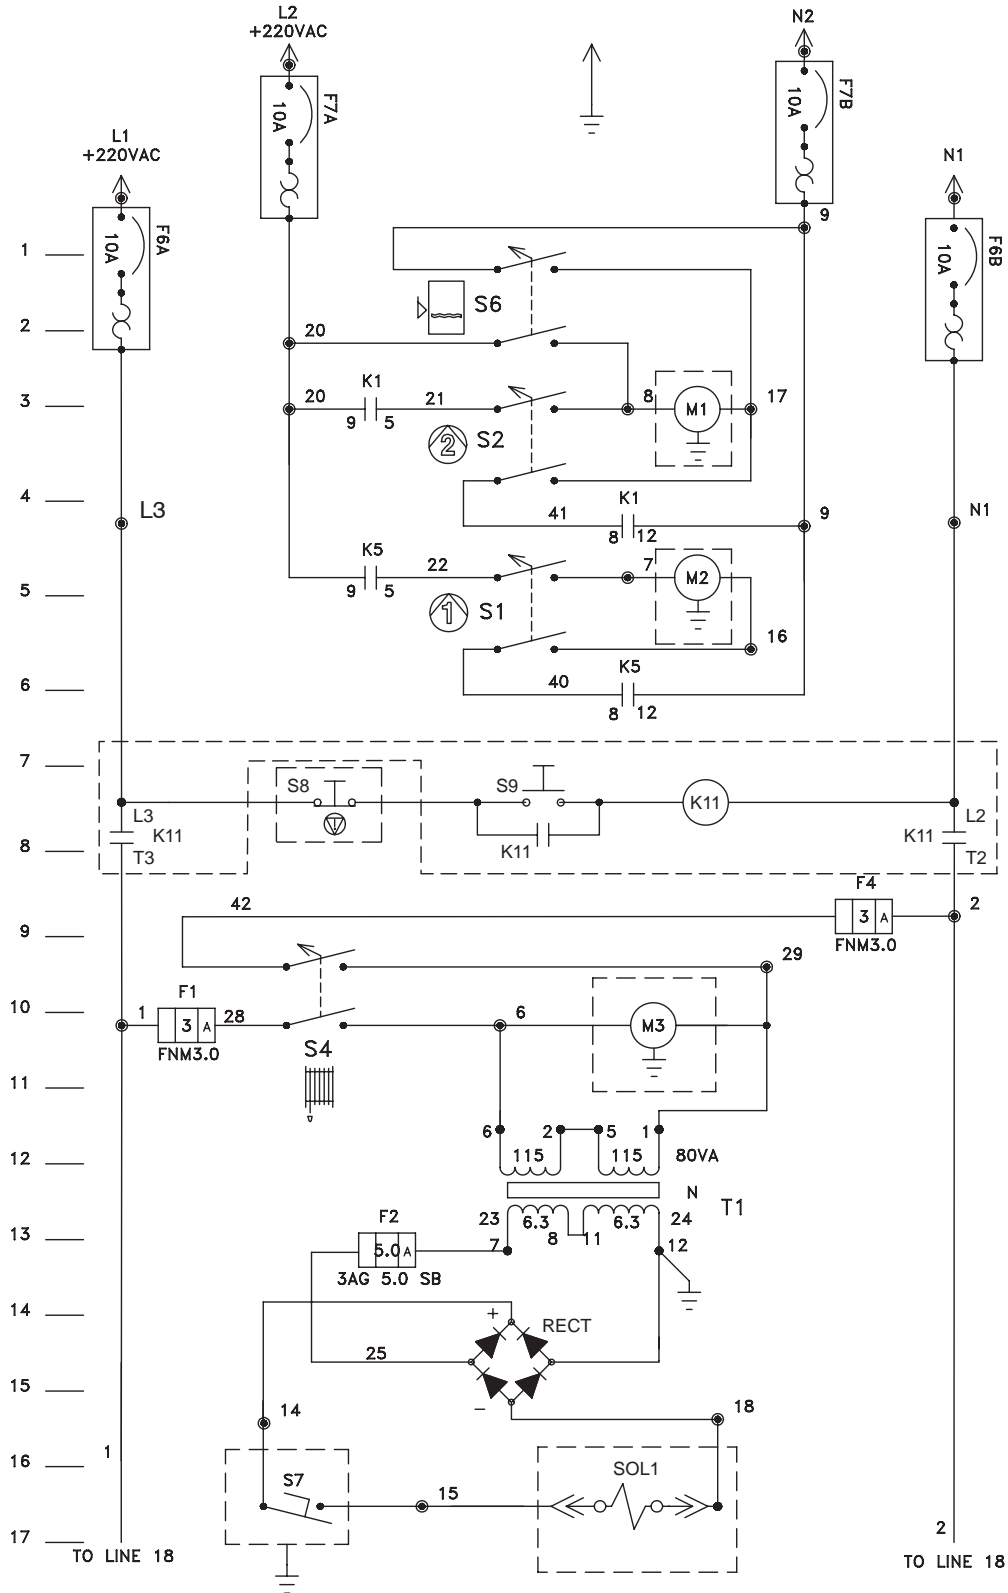 L2
+220VAC
N2
F7A
10A
F7B
10A
L1
+220VAC
N1
F6A
10A
F6B
10A
9
1
S6
2
20
20
K1
9 5
21
8
M1
17
3
2
S2
4
L3
K1
41
8 12
9
N1
K5
9 5
22
7
M2
5
1
S1
16
K5
6
40
8 12
7
S8
S9
K11
L3
K11
T3
K11
L2
K11
T2
8
42
F4
3 A
FNM3.0
2
9
29
10
1
F1
3 A
FNM3.0
28
6
M3
S4
11
6 2 5 1
115 115
80VA
12
N
T1
23
6.3 6.3
24
F2
5.0 A
3AG 5.0 SB
7
8 11
12
13
14
+
RECT
25
15
-
14
18
1
16
S7
15
SOL1
17
TO LINE 18
2
TO LINE 18